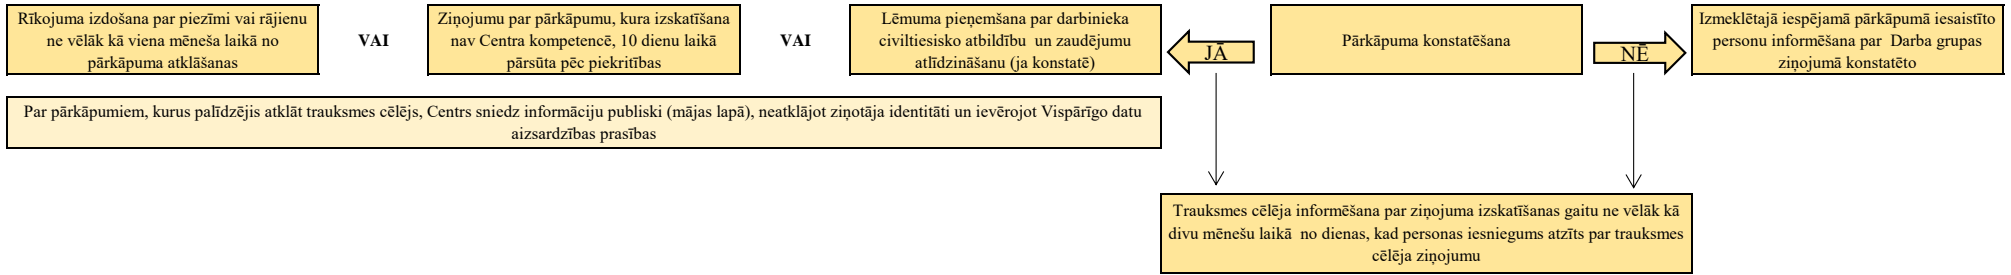 Rīkojuma izdošana par piezīmi vai rājienu
ne vēlāk kā viena mēneša laikā no
pārkāpuma atklāšanas
VAI
Ziņojumu par pārkāpumu, kura izskatīšana
nav Centra kompetencē, 10 dienu laikā
pārsūta pēc piekritības
VAI
Lēmuma pieņemšana par darbinieka
civiltiesisko atbildību un zaudējumu
atlīdzināšanu (ja konstatē)
JĀ
Pārkāpuma konstatēšana
NĒ
Izmeklētajā iespējamā pārkāpumā iesaistīto
personu informēšana par Darba grupas
ziņojumā konstatēto
Par pārkāpumiem, kurus palīdzējis atklāt trauksmes cēlējs, Centrs sniedz informāciju publiski (mājas lapā), neatklājot ziņotāja identitāti un ievērojot Vispārīgo datu
aizsardzības prasības
Trauksmes cēlēja informēšana par ziņojuma izskatīšanas gaitu ne vēlāk kā
divu mēnešu laikā no dienas, kad personas iesniegums atzīts par trauksmes
cēlēja ziņojumu